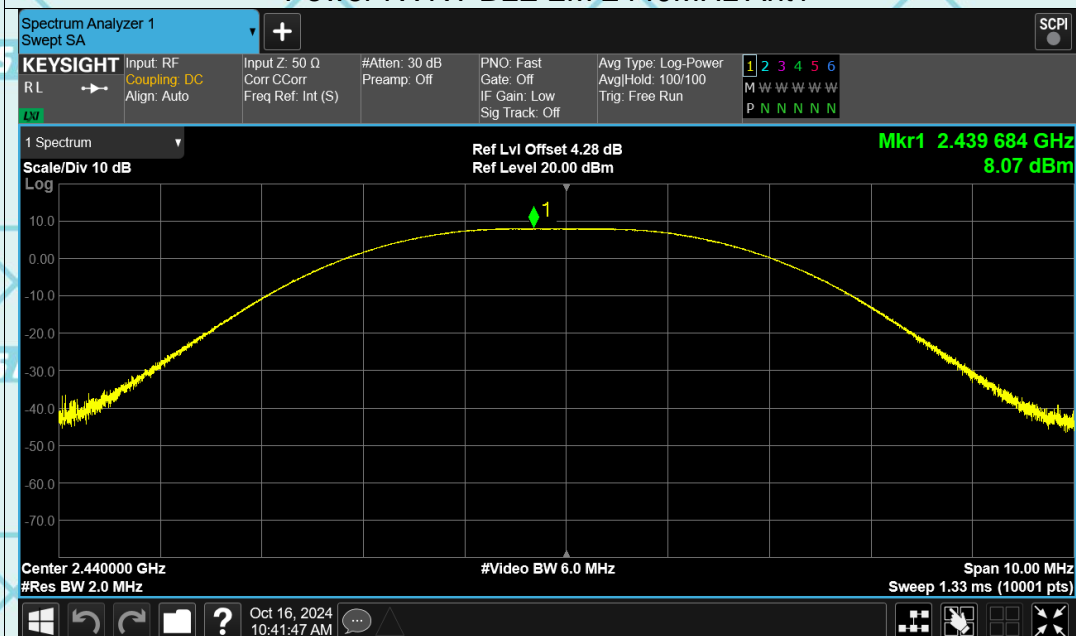 Spectrum Analyzer 1
Swept SA
+
SCPI
KEYSIGHT
RL
LXI
Input: RF
Coupling: DC
Align: Auto
Input Z: 50 Ω
Corr CCorr
Freq Ref: Int (S)
#Atten: 30 dB
Preamp: Off
PNO: Fast
Gate: Off
IF Gain: Low
Sig Track: Off
Avg Type: Log-Power
Avg|Hold: 100/100
Trig: Free Run
1 2 3 4 5 6
M W W W W W
P N N N N N
1 Spectrum
Scale/Div 10 dB
Log
Ref Lvl Offset 4.28 dB
Ref Level 20.00 dBm
Mkr1 2.439 684 GHz
8.07 dBm
1
10.0
0.00
-10.0
-20.0
-30.0
-40.0
-50.0
-60.0
-70.0
Center 2.440000 GHz
#Res BW 2.0 MHz
#Video BW 6.0 MHz
Span 10.00 MHz
Sweep 1.33 ms (10001 pts)
?
Oct 16, 2024
10:41:47 AM